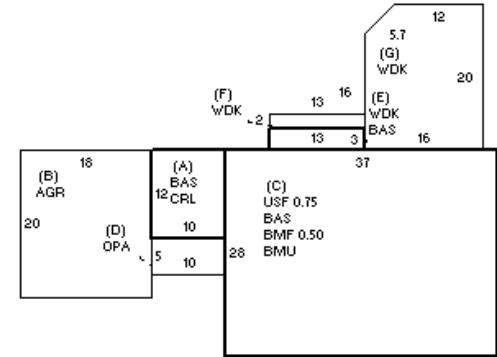 12
5.7
(G)
WDK
20
(F)
WDK
13
16
(E)
WDK
BAS
2
13
3
16
18
(B)
AGR
20
(A)
BAS
CRL
12
10
37
(C)
USF 0.75
BAS
BMF 0.50
BMU
28
(D)
OPA
5
10